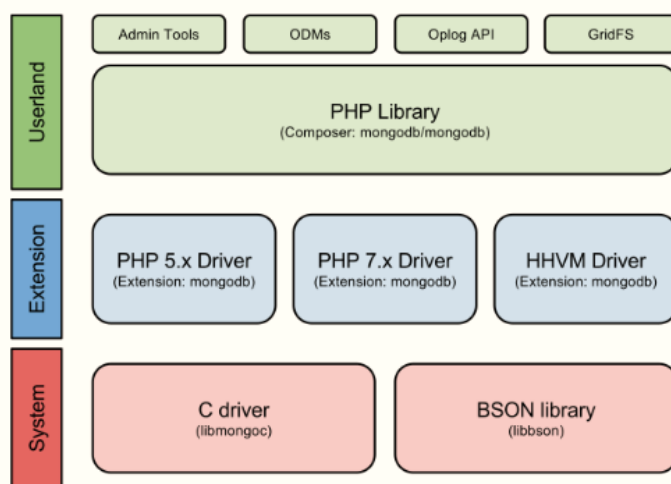 Userland
Admin Tools
ODMs
Oplog API
GridFS
PHP Library
(Composer: mongodb/mongodb)
Extension
PHP 5.x Driver
(Extension: mongodb)
PHP 7.x Driver
(Extension: mongodb)
HHVM Driver
(Extension: mongodb)
System
C driver
(libmongoc)
BSON library
(libbson)